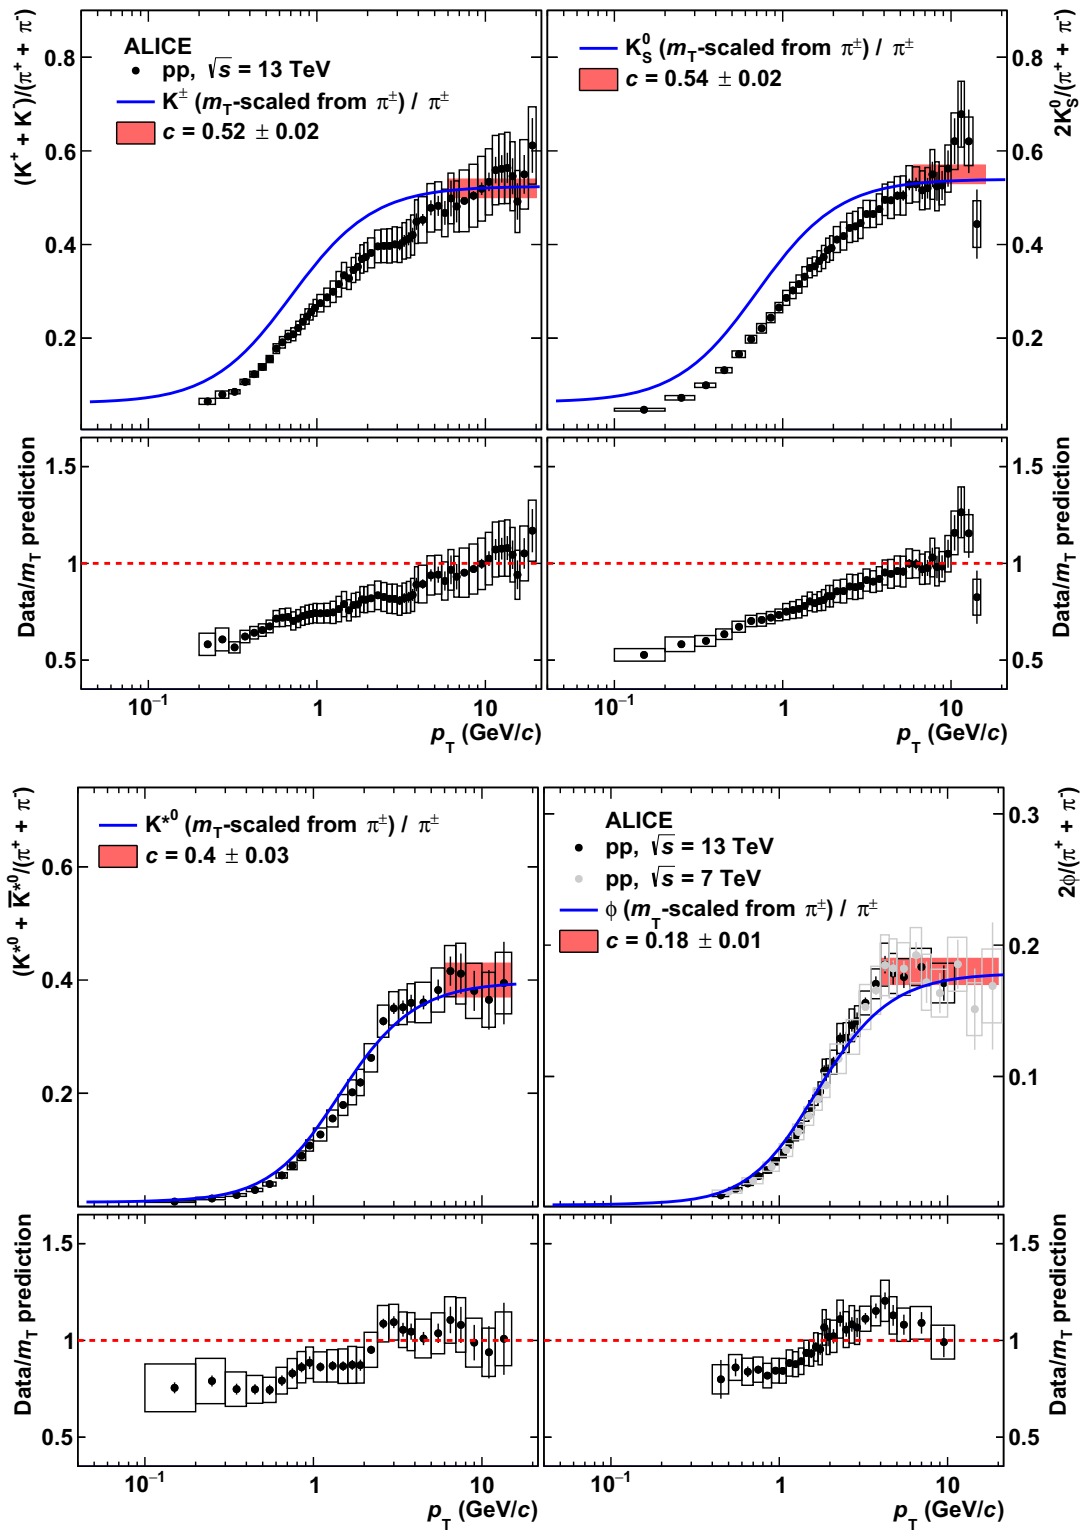 ALICE
pp, √s = 13 TeV
K± (mT-scaled from π±) / π±
c = 0.52 ± 0.02
(K+ + K-)/(π+ + π-)
0.8
0.6
0.4
0.2
K0S (mT-scaled from π±) / π±
c = 0.54 ± 0.02
2K0S/(π+ + π-)
0.8
0.6
0.4
0.2
Data/mT prediction
1.5
1
0.5
10−1
1
10
pT (GeV/c)
Data/mT prediction
1.5
1
0.5
10−1
1
10
pT (GeV/c)
K*0 (mT-scaled from π±) / π±
c = 0.4 ± 0.03
(K*0 + K̅*0/(π+ + π-)
0.6
0.4
0.2
ALICE
pp, √s = 13 TeV
pp, √s = 7 TeV
ϕ (mT-scaled from π±) / π±
c = 0.18 ± 0.01
2ϕ/(π+ + π-)
0.3
0.2
0.1
Data/mT prediction
1.5
1
0.5
10−1
1
10
pT (GeV/c)
Data/mT prediction
1.5
1
0.5
10−1
1
10
pT (GeV/c)